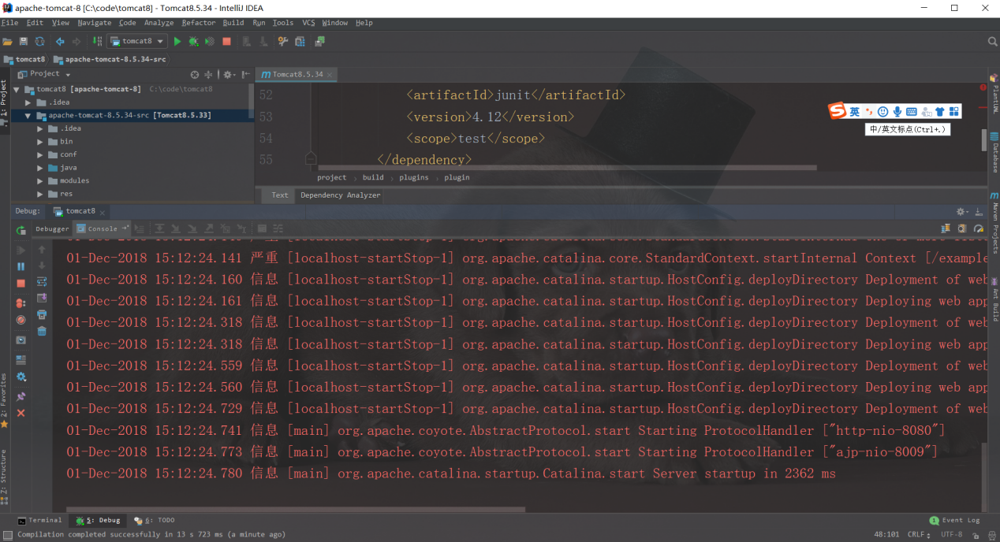 apache-tomcat-8 [C:\code\tomcat8] - Tomcat8.5.34 - IntelliJ IDEA
File Edit View Navigate Code Analyze Refactor Build Run Tools VCS Window Help
tomcat8
tomcat8 apache-tomcat-8.5.34-src
Project
Tomcat8.5.34
1: Project
tomcat8 [apache-tomcat-8] C:\code\tomcat8
.idea
apache-tomcat-8.5.34-src [Tomcat8.5.33]
.idea
bin
conf
java
modules
res
52 <artifactId>junit</artifactId>
53 <version>4.12</version>
54 <scope>test</scope>
55 </dependency>
project build plugins plugin
Text Dependency Analyzer
英
中/英文标点(Ctrl+.)
PlantUML
Database
Maven Projects
Ant Build
Debug: tomcat8
Debugger Console
01-Dec-2018 15:12:24.141 严重 [localhost-startStop-1] org.apache.catalina.core.StandardContext.startInternal Context [/example
01-Dec-2018 15:12:24.160 信息 [localhost-startStop-1] org.apache.catalina.startup.HostConfig.deployDirectory Deployment of web
01-Dec-2018 15:12:24.161 信息 [localhost-startStop-1] org.apache.catalina.startup.HostConfig.deployDirectory Deploying web app
01-Dec-2018 15:12:24.318 信息 [localhost-startStop-1] org.apache.catalina.startup.HostConfig.deployDirectory Deployment of web
01-Dec-2018 15:12:24.318 信息 [localhost-startStop-1] org.apache.catalina.startup.HostConfig.deployDirectory Deploying web app
01-Dec-2018 15:12:24.559 信息 [localhost-startStop-1] org.apache.catalina.startup.HostConfig.deployDirectory Deployment of web
01-Dec-2018 15:12:24.560 信息 [localhost-startStop-1] org.apache.catalina.startup.HostConfig.deployDirectory Deploying web app
01-Dec-2018 15:12:24.729 信息 [localhost-startStop-1] org.apache.catalina.startup.HostConfig.deployDirectory Deployment of web
01-Dec-2018 15:12:24.741 信息 [main] org.apache.coyote.AbstractProtocol.start Starting ProtocolHandler ["http-nio-8080"]
01-Dec-2018 15:12:24.773 信息 [main] org.apache.coyote.AbstractProtocol.start Starting ProtocolHandler ["ajp-nio-8009"]
01-Dec-2018 15:12:24.780 信息 [main] org.apache.catalina.startup.Catalina.start Server startup in 2362 ms
2: Favorites
7: Structure
Terminal 5: Debug 6: TODO
1 Event Log
Compilation completed successfully in 13 s 723 ms (a minute ago)
48:101 CRLF UTF-8